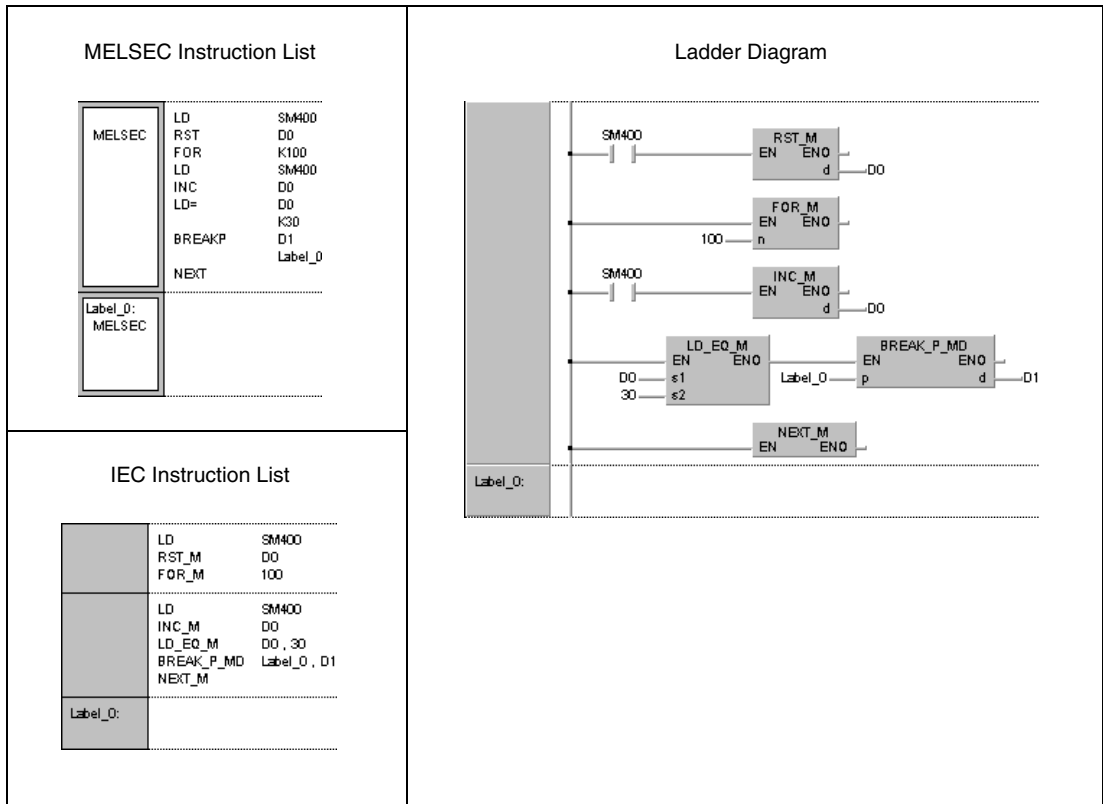 MELSEC Instruction List
MELSEC
LD SM400
RST D0
FOR K100
LD SM400
INC D0
LD= D0
K30
BREAKP D1
Label_0
NEXT
Label_0:
MELSEC
IEC Instruction List
LD SM400
RST_M D0
FOR_M 100
LD SM400
INC_M D0
LD_EQ_M D0 , 30
BREAK_P_MD Label_0 , D1
NEXT_M
Label_0:
Ladder Diagram
SM400
RST_M
EN ENO
d D0
FOR_M
EN ENO
100 n
SM400
INC_M
EN ENO
d D0
LD_EQ_M BREAK_P_MD
EN ENO EN ENO
D0 s1 Label_0 p d D1
30 s2
NEXT_M
EN ENO
Label_0: